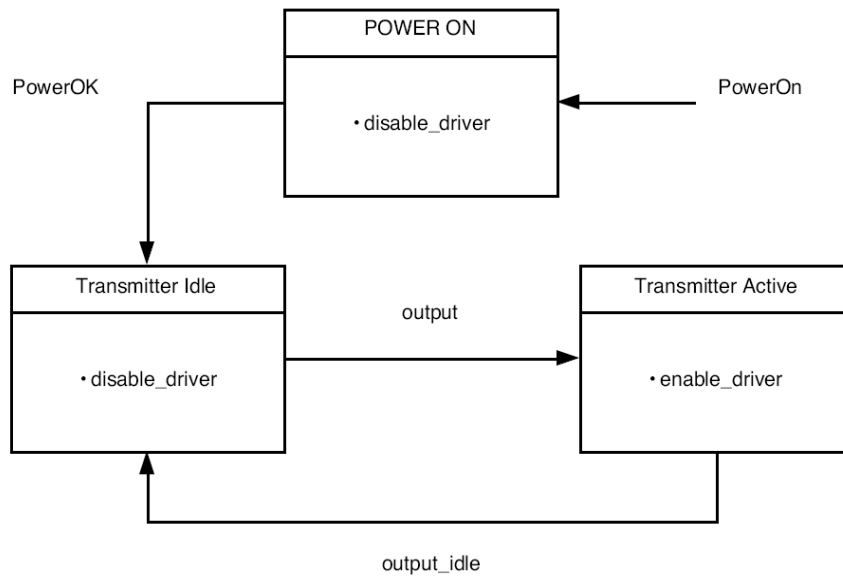 POWER ON
PowerOK
PowerOn
• disable_driver
Transmitter Idle
Transmitter Active
output
• disable_driver
• enable_driver
output_idle